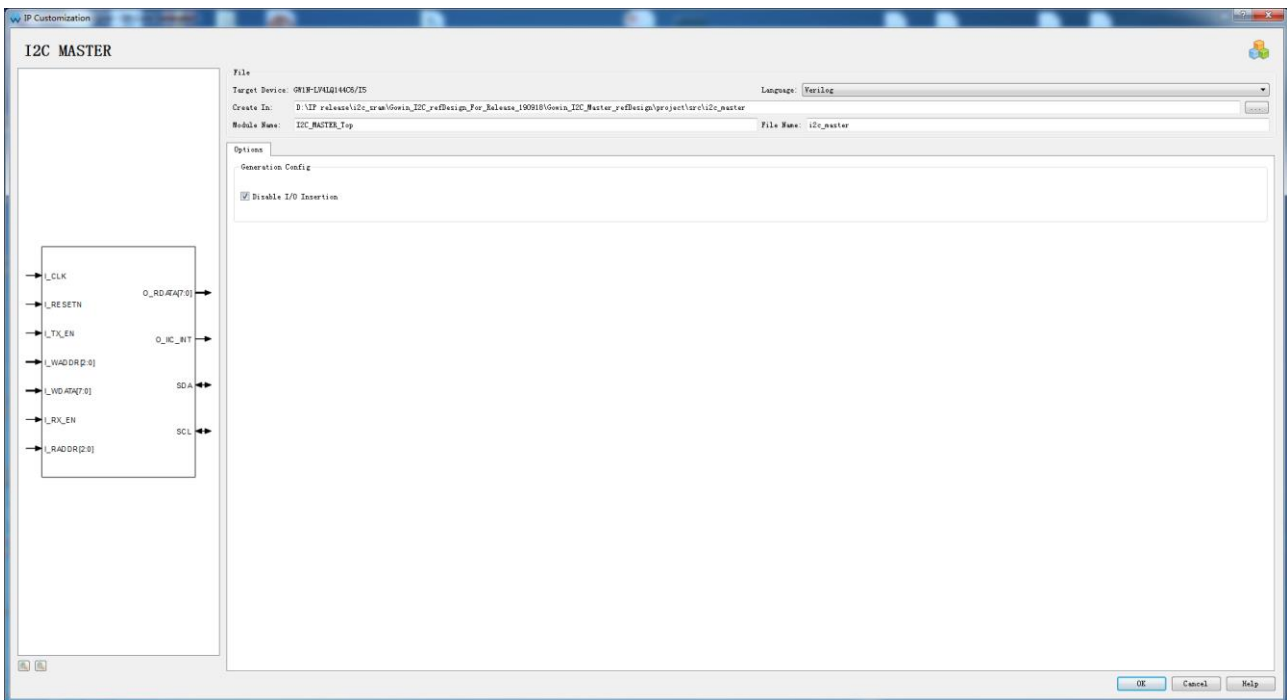 IP Customization
I2C MASTER
File
Target Device: GW1N-LV4LQ144C6/I5 Language: Verilog
Create In: D:\IP release\i2c_sram\Gowin_I2C_refDesign_For_Release_190918\Gowin_I2C_Master_refDesign\project\src\i2c_master ...
Module Name: I2C_MASTER_Top File Name: i2c_master
Options
Generation Config
Disable I/O Insertion
I_CLK
O_RDATA[7:0]
I_RESETN
I_TX_EN
O_IIC_INT
I_WADDR[2:0]
SDA
I_WDATA[7:0]
I_RX_EN
SCL
I_RADDR[2:0]
OK Cancel Help